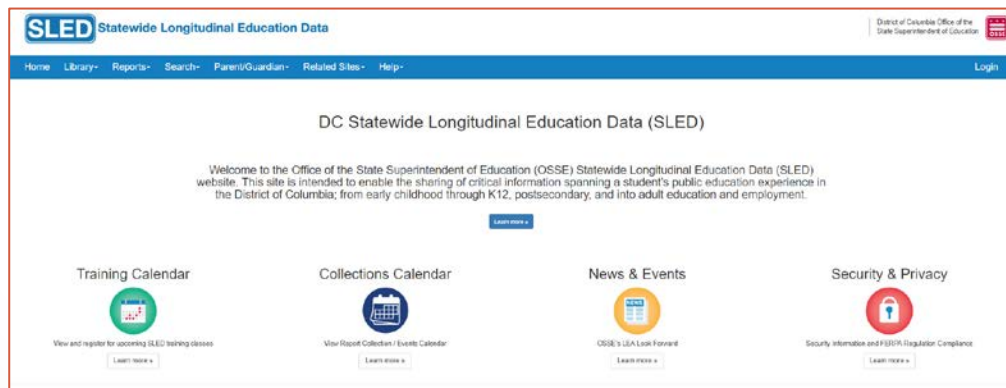 SLED Statewide Longitudinal Education Data
District of Columbia Office of the
State Superintendent of Education
OSSE
Home Library Reports Search Parent/Guardian Related Sites Help Login
DC Statewide Longitudinal Education Data (SLED)
Welcome to the Office of the State Superintendent of Education (OSSE) Statewide Longitudinal Education Data (SLED)
website. This site is intended to enable the sharing of critical information spanning a student's public education experience in
the District of Columbia; from early childhood through K12, postsecondary, and into adult education and employment.
Learn more »
Training Calendar Collections Calendar News & Events Security & Privacy
NEWS
View and register for upcoming SLED training classes View Report Collection / Events Calendar OSSE's LEA Look Forward Security Information and FERPA Regulation Compliance
Learn more » Learn more » Learn more » Learn more »